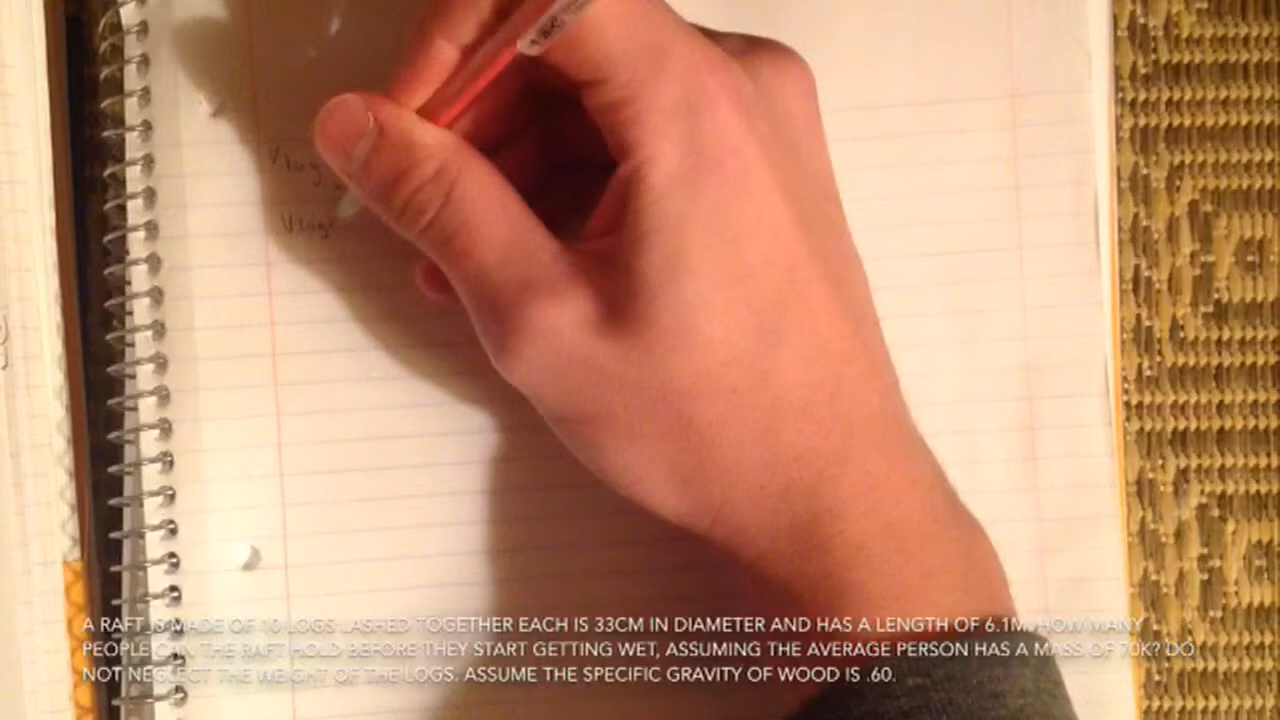 V log
V logs
A RAFT IS MADE OF 10 LOGS LASHED TOGETHER EACH IS 33CM IN DIAMETER AND HAS A LENGTH OF 6.1M. HOW MANY
PEOPLE CAN THE RAFT HOLD BEFORE THEY START GETTING WET, ASSUMING THE AVERAGE PERSON HAS A MASS OF 70K? DO
NOT NEGLECT THE WEIGHT OF THE LOGS. ASSUME THE SPECIFIC GRAVITY OF WOOD IS .60.